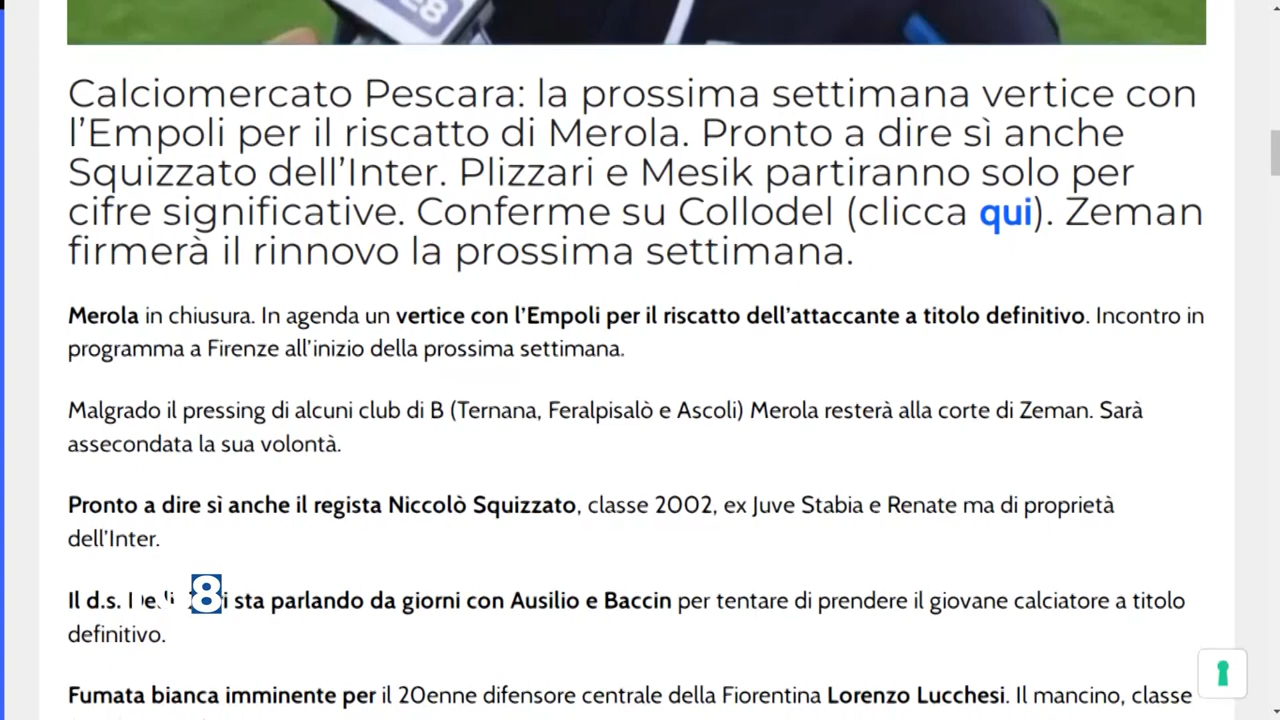 8
Calciomercato Pescara: la prossima settimana vertice con
l’Empoli per il riscatto di Merola. Pronto a dire sì anche
Squizzato dell’Inter. Plizzari e Mesik partiranno solo per
cifre significative. Conferme su Collodel (clicca qui). Zeman
firmerà il rinnovo la prossima settimana.
Merola in chiusura. In agenda un vertice con l’Empoli per il riscatto dell’attaccante a titolo definitivo. Incontro in
programma a Firenze all’inizio della prossima settimana.
Malgrado il pressing di alcuni club di B (Ternana, Feralpisalò e Ascoli) Merola resterà alla corte di Zeman. Sarà
assecondata la sua volontà.
Pronto a dire sì anche il regista Niccolò Squizzato, classe 2002, ex Juve Stabia e Renate ma di proprietà
dell’Inter.
Il d.s. 8 sta parlando da giorni con Ausilio e Baccin per tentare di prendere il giovane calciatore a titolo
definitivo.
Fumata bianca imminente per il 20enne difensore centrale della Fiorentina Lorenzo Lucchesi. Il mancino, classe